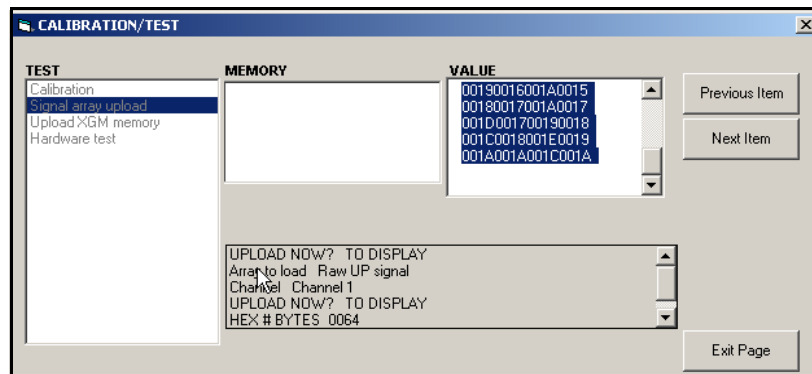 CALIBRATION/TEST
TEST
Calibration
Signal array upload
Upload XGM memory
Hardware test
MEMORY
VALUE
00190016001A0015
00180017001A0017
001D001700190018
001C0018001E0019
001A001A001C001A
Previous Item
Next Item
UPLOAD NOW? TO DISPLAY
Array to load Raw UP signal
Channel Channel 1
UPLOAD NOW? TO DISPLAY
HEX # BYTES 0064
Exit Page